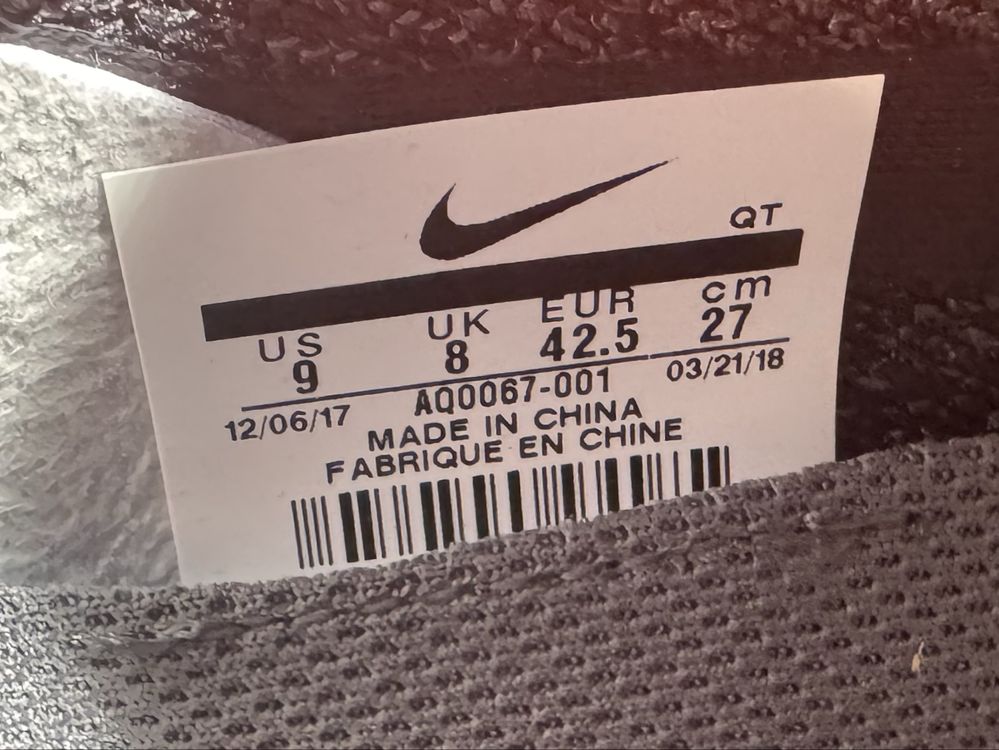 QT
US UK EUR cm
9 8 42.5 27
12/06/17 AQ0067-001 03/21/18
MADE IN CHINA
FABRIQUE EN CHINE